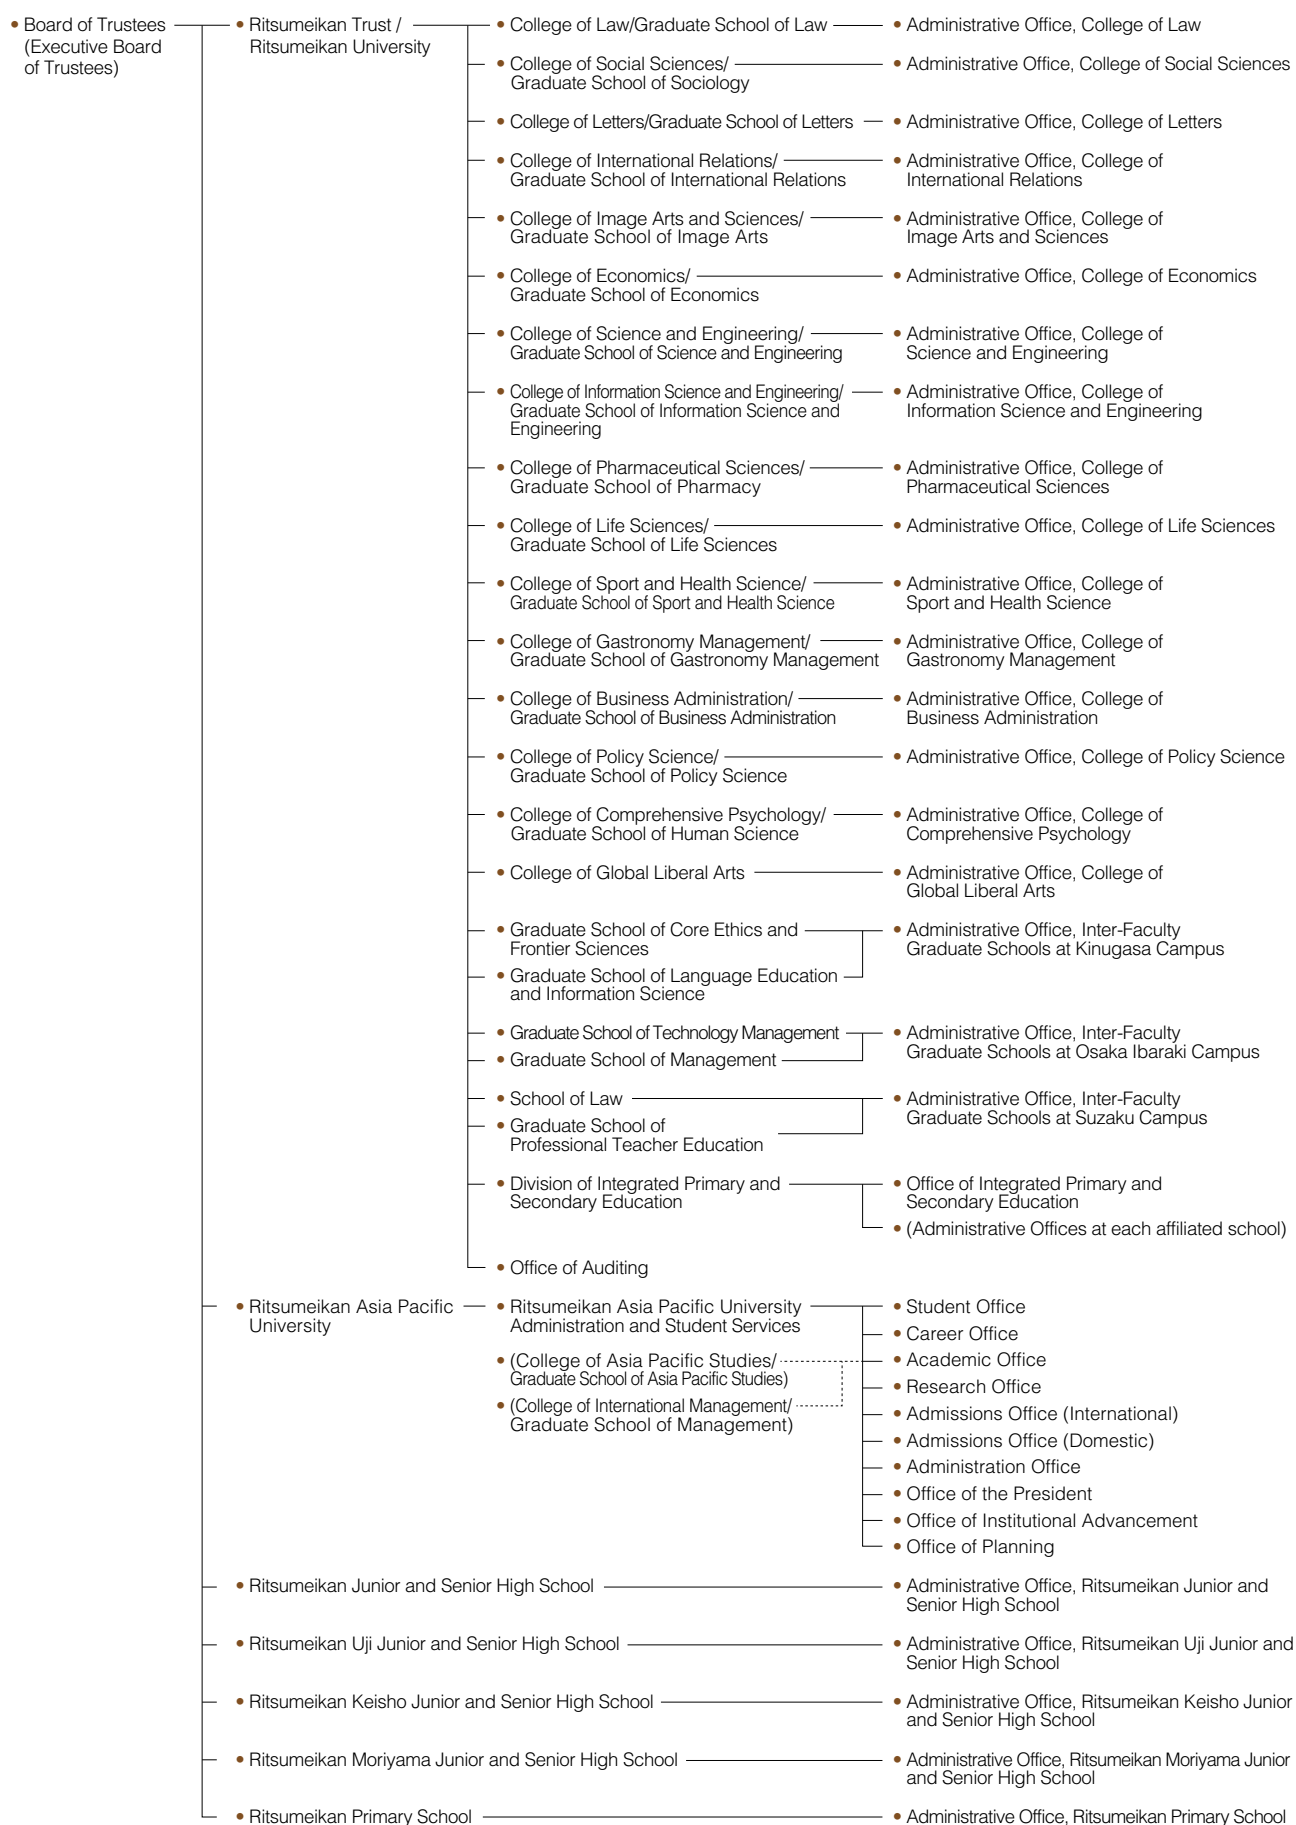 • Board of Trustees
(Executive Board
of Trustees)
• Ritsumeikan Trust /
Ritsumeikan University
• College of Law/Graduate School of Law
• Administrative Office, College of Law
• College of Social Sciences/
Graduate School of Sociology
• Administrative Office, College of Social Sciences
• College of Letters/Graduate School of Letters
• Administrative Office, College of Letters
• College of International Relations/
Graduate School of International Relations
• Administrative Office, College of
International Relations
• College of Image Arts and Sciences/
Graduate School of Image Arts
• Administrative Office, College of
Image Arts and Sciences
• College of Economics/
Graduate School of Economics
• Administrative Office, College of Economics
• College of Science and Engineering/
Graduate School of Science and Engineering
• Administrative Office, College of
Science and Engineering
• College of Information Science and Engineering/
Graduate School of Information Science and
Engineering
• Administrative Office, College of
Information Science and Engineering
• College of Pharmaceutical Sciences/
Graduate School of Pharmacy
• Administrative Office, College of
Pharmaceutical Sciences
• College of Life Sciences/
Graduate School of Life Sciences
• Administrative Office, College of Life Sciences
• College of Sport and Health Science/
Graduate School of Sport and Health Science
• Administrative Office, College of
Sport and Health Science
• College of Gastronomy Management/
Graduate School of Gastronomy Management
• Administrative Office, College of
Gastronomy Management
• College of Business Administration/
Graduate School of Business Administration
• Administrative Office, College of
Business Administration
• College of Policy Science/
Graduate School of Policy Science
• Administrative Office, College of Policy Science
• College of Comprehensive Psychology/
Graduate School of Human Science
• Administrative Office, College of
Comprehensive Psychology
• College of Global Liberal Arts
• Administrative Office, College of
Global Liberal Arts
• Graduate School of Core Ethics and
Frontier Sciences
• Graduate School of Language Education
and Information Science
• Administrative Office, Inter-Faculty
Graduate Schools at Kinugasa Campus
• Graduate School of Technology Management
• Graduate School of Management
• Administrative Office, Inter-Faculty
Graduate Schools at Osaka Ibaraki Campus
• School of Law
• Graduate School of
Professional Teacher Education
• Administrative Office, Inter-Faculty
Graduate Schools at Suzaku Campus
• Division of Integrated Primary and
Secondary Education
• Office of Integrated Primary and
Secondary Education
• (Administrative Offices at each affiliated school)
• Office of Auditing
• Ritsumeikan Asia Pacific
University
• Ritsumeikan Asia Pacific University
Administration and Student Services
• (College of Asia Pacific Studies/
Graduate School of Asia Pacific Studies)
• (College of International Management/
Graduate School of Management)
• Student Office
• Career Office
• Academic Office
• Research Office
• Admissions Office (International)
• Admissions Office (Domestic)
• Administration Office
• Office of the President
• Office of Institutional Advancement
• Office of Planning
• Ritsumeikan Junior and Senior High School
• Administrative Office, Ritsumeikan Junior and
Senior High School
• Ritsumeikan Uji Junior and Senior High School
• Administrative Office, Ritsumeikan Uji Junior and
Senior High School
• Ritsumeikan Keisho Junior and Senior High School
• Administrative Office, Ritsumeikan Keisho Junior
and Senior High School
• Ritsumeikan Moriyama Junior and Senior High School
• Administrative Office, Ritsumeikan Moriyama Junior
and Senior High School
• Ritsumeikan Primary School
• Administrative Office, Ritsumeikan Primary School